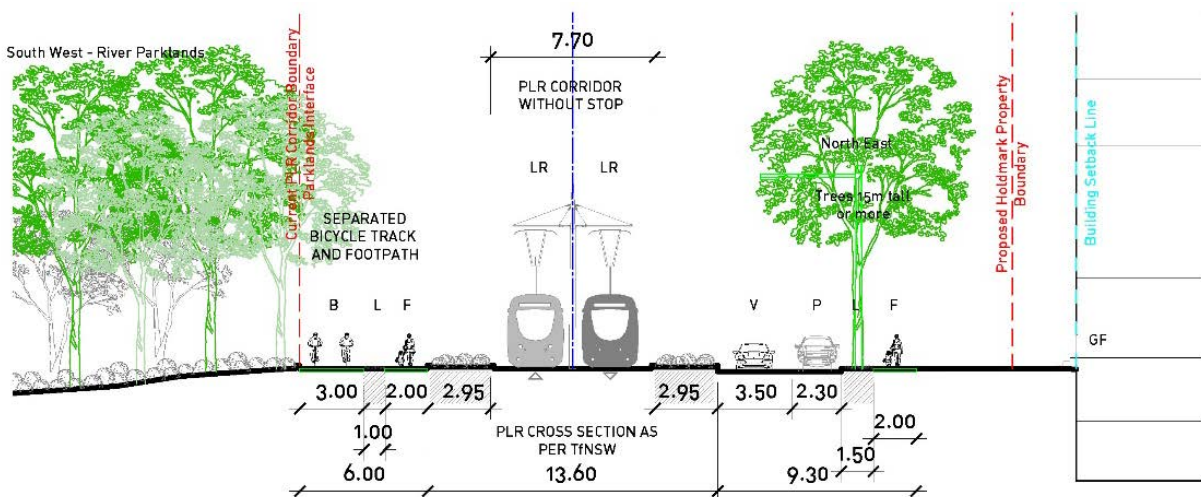 7.70
South West - River Parklands
Current PLR Corridor Boundary
Parklands Interface
PLR CORRIDOR
WITHOUT STOP
North East
Trees 15m tall
or more
Proposed Holdmark Property
Boundary
Building Setback Line
LR
LR
SEPARATED
BICYCLE TRACK
AND FOOTPATH
B
L
F
V
P
L
F
GF
3.00
2.00
2.95
2.95
3.50
2.30
1.00
PLR CROSS SECTION AS
PER TfNSW
2.00
1.50
6.00
13.60
9.30